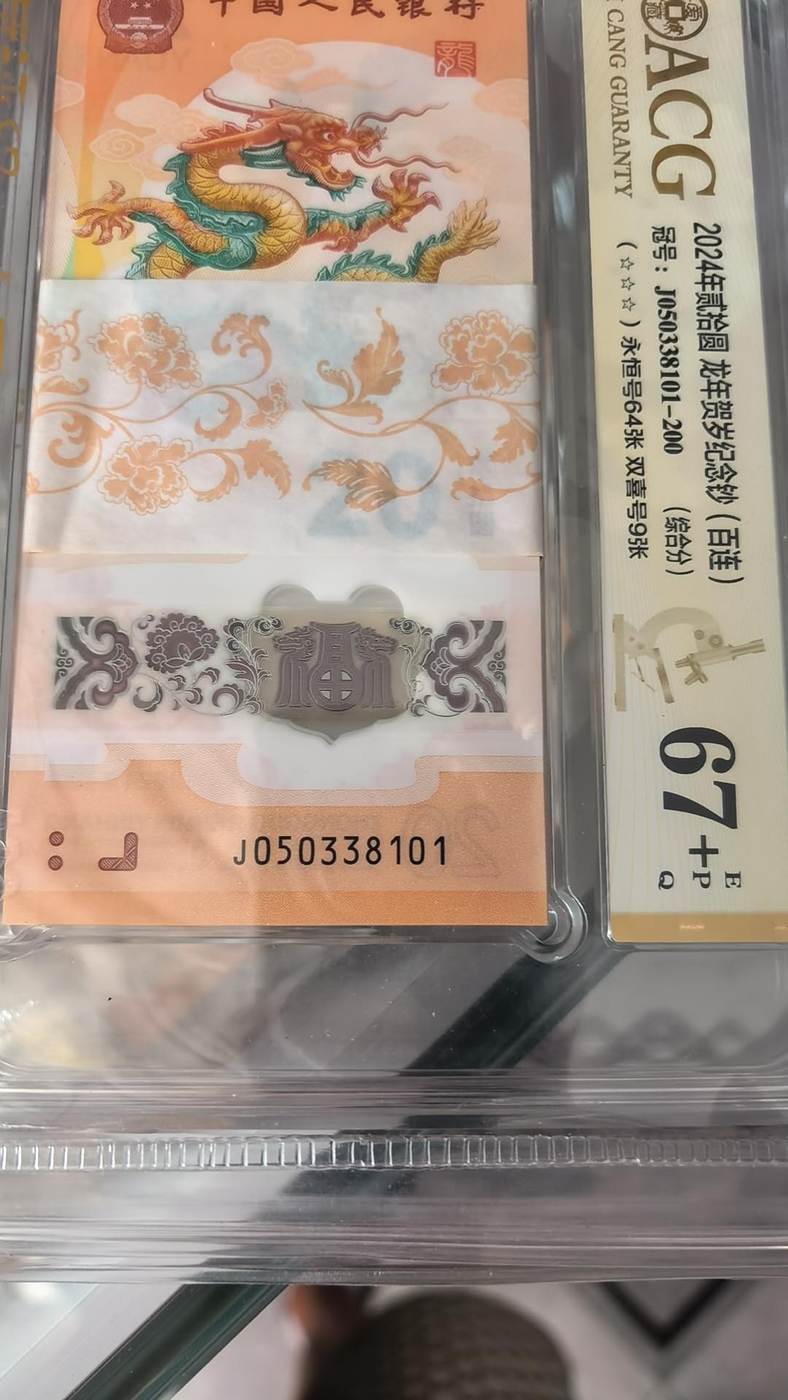 中国人民银行
龍
J050338101
20
ACG
CANG GUARANTY
2024年贰拾圆 龙年贺岁纪念钞（百连）
冠号：J050338101-200 （综合分）
（☆☆☆）永恒号64张 双喜号9张
67+
E
P
Q